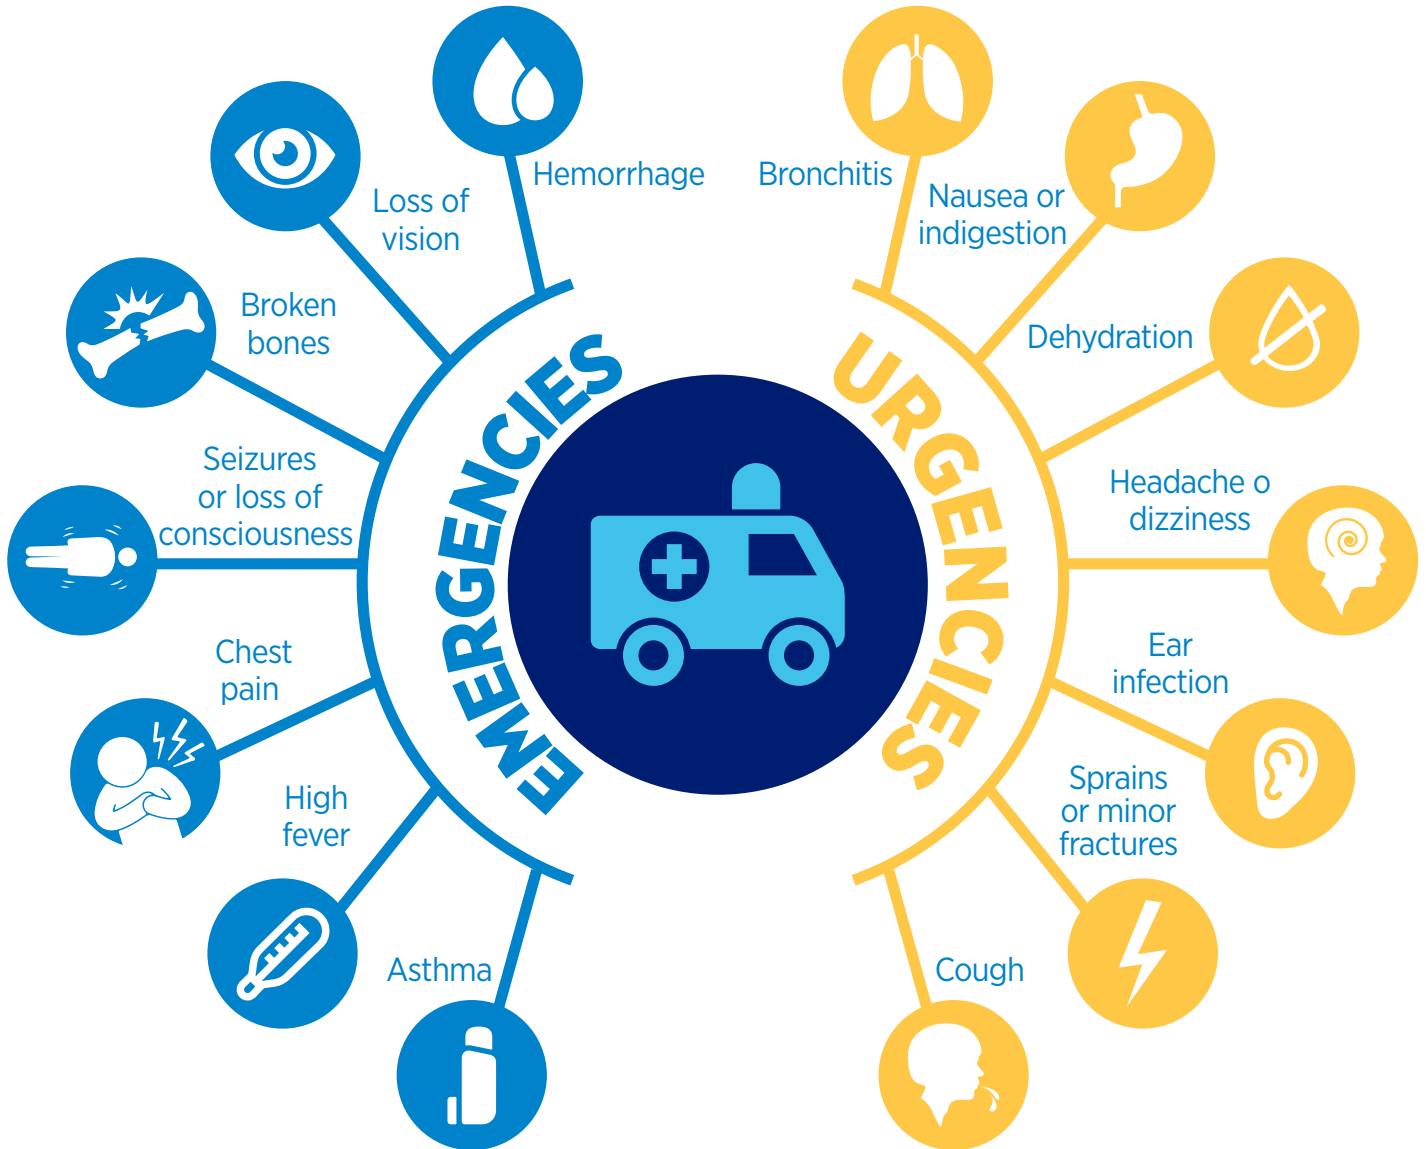 Hemorrhage
Loss of
vision
Broken
bones
Seizures
or loss of
consciousness
Chest
pain
High
fever
Asthma
EMERGENCIES
URGENCIES
Bronchitis
Nausea or
indigestion
Dehydration
Headache o
dizziness
Ear
infection
Sprains
or minor
fractures
Cough